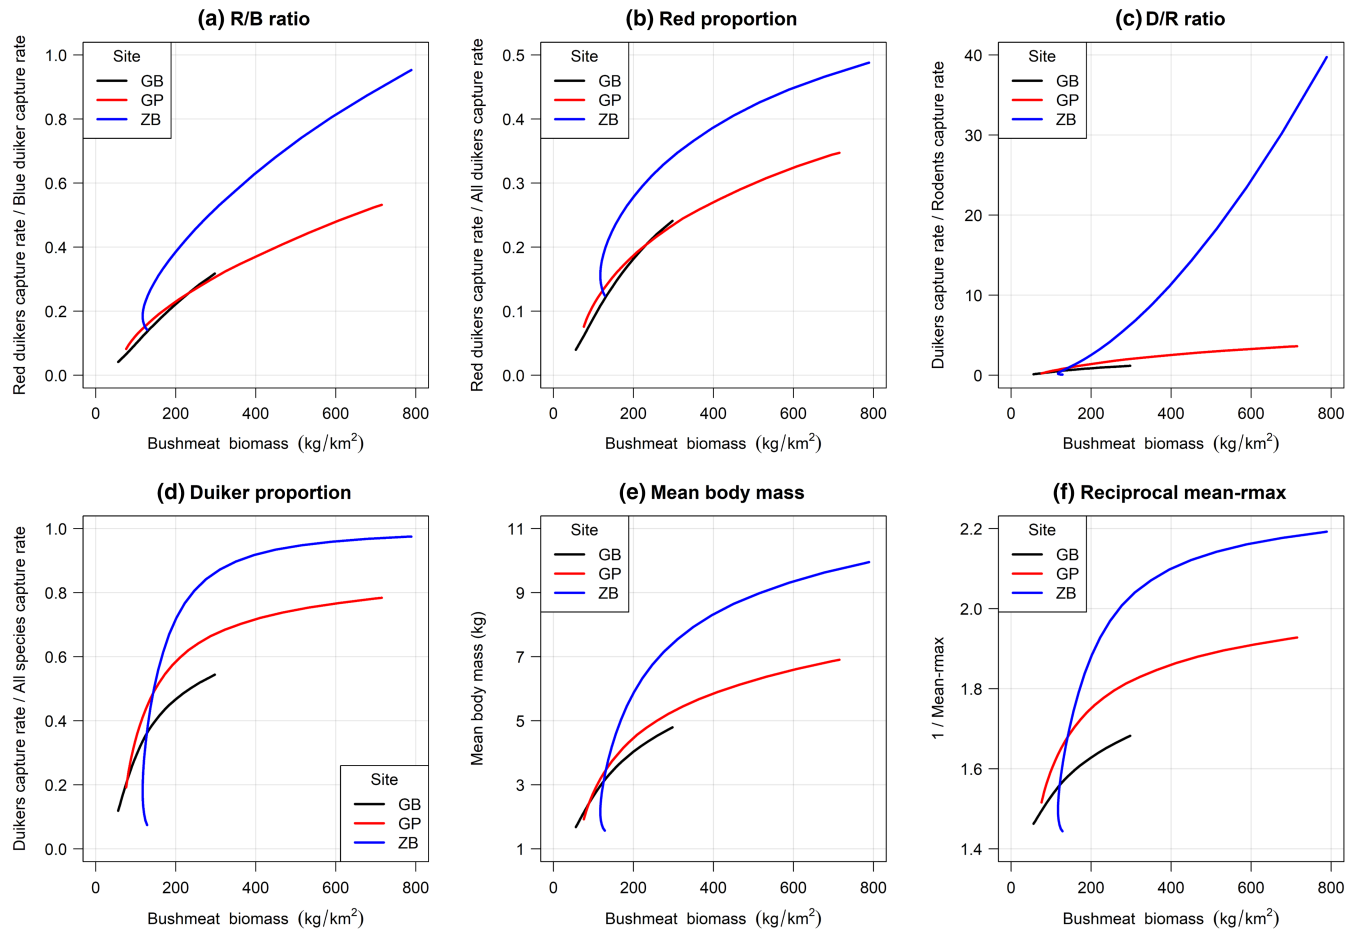 (a) R/B ratio
Red duikers capture rate / Blue duiker capture rate
1.0
0.8
0.6
0.4
0.2
0.0
Site
GB
GP
ZB
0 200 400 600 800
Bushmeat biomass (kg/km²)
(b) Red proportion
Red duikers capture rate / All duikers capture rate
0.5
0.4
0.3
0.2
0.1
0.0
Site
GB
GP
ZB
0 200 400 600 800
Bushmeat biomass (kg/km²)
(c) D/R ratio
Duikers capture rate / Rodents capture rate
40
30
20
10
0
Site
GB
GP
ZB
0 200 400 600 800
Bushmeat biomass (kg/km²)
(d) Duiker proportion
Duikers capture rate / All species capture rate
1.0
0.8
0.6
0.4
0.2
0.0
Site
GB
GP
ZB
0 200 400 600 800
Bushmeat biomass (kg/km²)
(e) Mean body mass
Mean body mass (kg)
11
9
7
5
3
1
Site
GB
GP
ZB
0 200 400 600 800
Bushmeat biomass (kg/km²)
(f) Reciprocal mean-rmax
1 / Mean-rmax
2.2
2.0
1.8
1.6
1.4
Site
GB
GP
ZB
0 200 400 600 800
Bushmeat biomass (kg/km²)